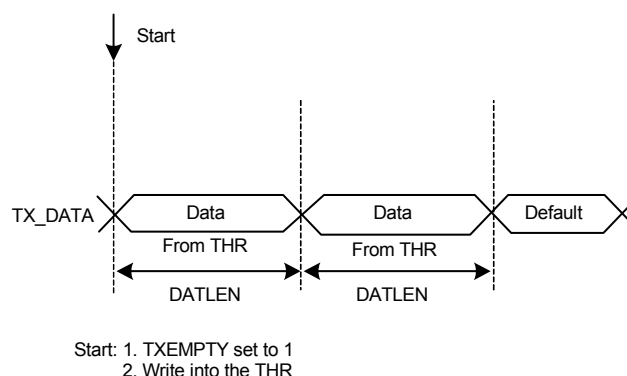 Start
TX_DATA Data Data Default
From THR From THR
DATLEN DATLEN
Start: 1. TXEMPTY set to 1
2. Write into the THR